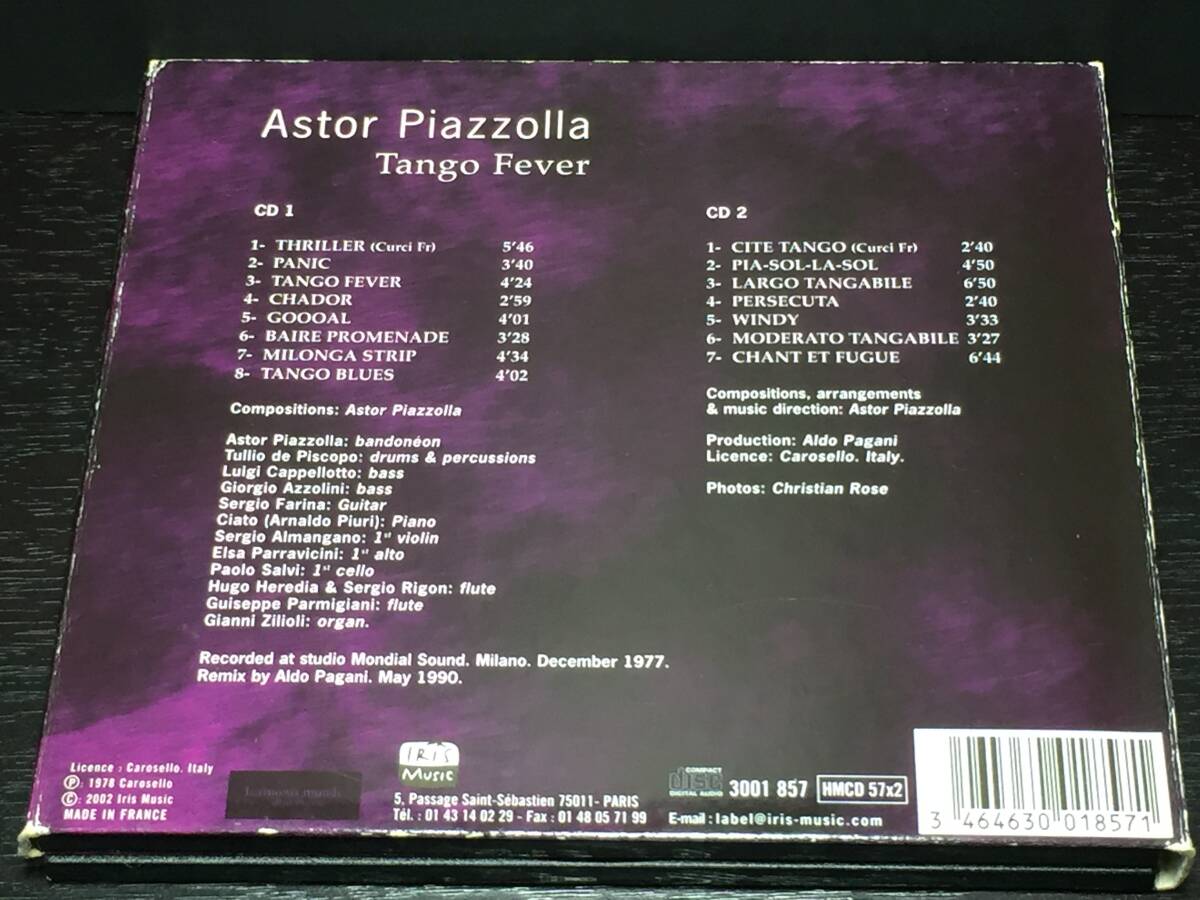 Astor Piazzolla
Tango Fever
CD 1
1- THRILLER (Curci Fr) 5'46
2- PANIC 3'40
3- TANGO FEVER 4'24
4- CHADOR 2'59
5- GOOOAL 4'01
6- BAIRE PROMENADE 3'28
7- MILONGA STRIP 4'34
8- TANGO BLUES 4'02
Compositions: Astor Piazzolla
Astor Piazzolla: bandonéon
Tullio de Piscopo: drums & percussions
Luigi Cappellotto: bass
Giorgio Azzolini: bass
Sergio Farina: Guitar
Ciato (Arnaldo Piuri): Piano
Sergio Almangano: 1st violin
Elsa Parravicini: 1st alto
Paolo Salvi: 1st cello
Hugo Heredia & Sergio Rigon: flute
Guiseppe Parmigiani: flute
Gianni Zilioli: organ.
Recorded at studio Mondial Sound. Milano. December 1977.
Remix by Aldo Pagani. May 1990.
CD 2
1- CITE TANGO (Curci Fr) 2'40
2- PIA-SOL-LA-SOL 4'50
3- LARGO TANGABILE 6'50
4- PERSECUTA 2'40
5- WINDY 3'33
6- MODERATO TANGABILE 3'27
7- CHANT ET FUGUE 6'44
Compositions, arrangements
& music direction: Astor Piazzolla
Production: Aldo Pagani
Licence: Carosello. Italy.
Photos: Christian Rose
Licence : Carosello. Italy
Ⓟ: 1978 Carosello
©: 2002 Iris Music
MADE IN FRANCE
harmonia mundi
IRIS
MUSIC
5. Passage Saint-Sébastien 75011- PARIS
Tél. : 01 43 14 02 29 - Fax : 01 48 05 71 99
COMPACT
disc
DIGITAL AUDIO
3001 857
HMCD 57x2
E-mail : label@iris-music.com
3 464630 018571